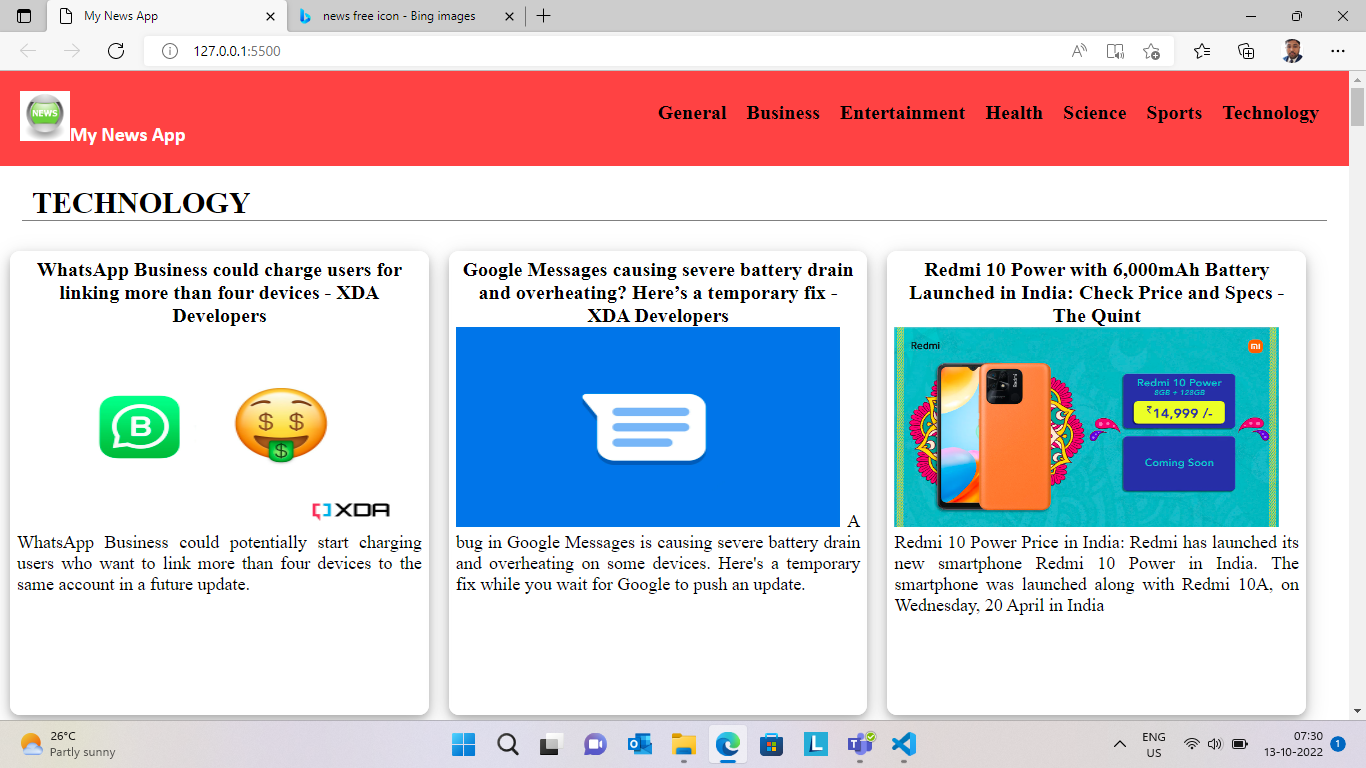 My News App
news free icon - Bing images
127.0.0.1:5500
NEWS
My News App
General Business Entertainment Health Science Sports Technology
TECHNOLOGY
WhatsApp Business could charge users for
linking more than four devices - XDA
Developers
B
$ $
$
XDA
WhatsApp Business could potentially start charging
users who want to link more than four devices to the
same account in a future update.
Google Messages causing severe battery drain
and overheating? Here’s a temporary fix -
XDA Developers
A
bug in Google Messages is causing severe battery drain
and overheating on some devices. Here's a temporary
fix while you wait for Google to push an update.
Redmi 10 Power with 6,000mAh Battery
Launched in India: Check Price and Specs -
The Quint
Redmi
mi
Redmi
Redmi 10 Power
8GB + 128GB
₹14,999 /-
Coming Soon
Redmi 10 Power Price in India: Redmi has launched its
new smartphone Redmi 10 Power in India. The
smartphone was launched along with Redmi 10A, on
Wednesday, 20 April in India
26°C
Partly sunny
L
ENG
US
07:30
13-10-2022
1